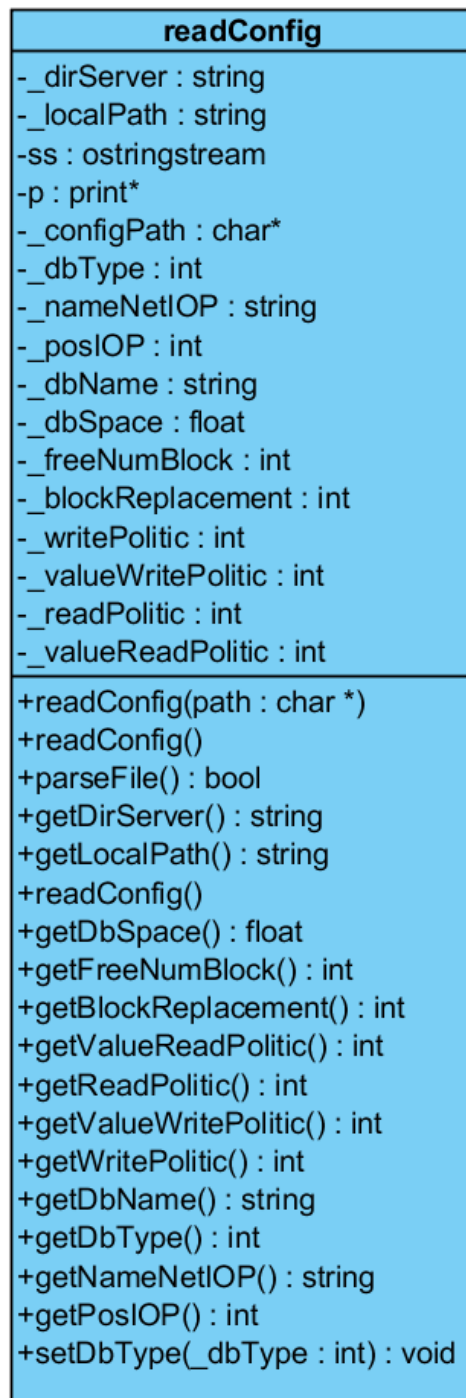 readConfig
-_dirServer : string
-_localPath : string
-ss : ostringstream
-p : print*
-_configPath : char*
-_dbType : int
-_nameNetIOP : string
-_posIOP : int
-_dbName : string
-_dbSpace : float
-_freeNumBlock : int
-_blockReplacement : int
-_writePolitic : int
-_valueWritePolitic : int
-_readPolitic : int
-_valueReadPolitic : int
+readConfig(path : char *)
+readConfig()
+parseFile() : bool
+getDirServer() : string
+getLocalPath() : string
+readConfig()
+getDbSpace() : float
+getFreeNumBlock() : int
+getBlockReplacement() : int
+getValueReadPolitic() : int
+getReadPolitic() : int
+getValueWritePolitic() : int
+getWritePolitic() : int
+getDbName() : string
+getDbType() : int
+getNameNetIOP() : string
+getPosIOP() : int
+setDbType(_dbType : int) : void